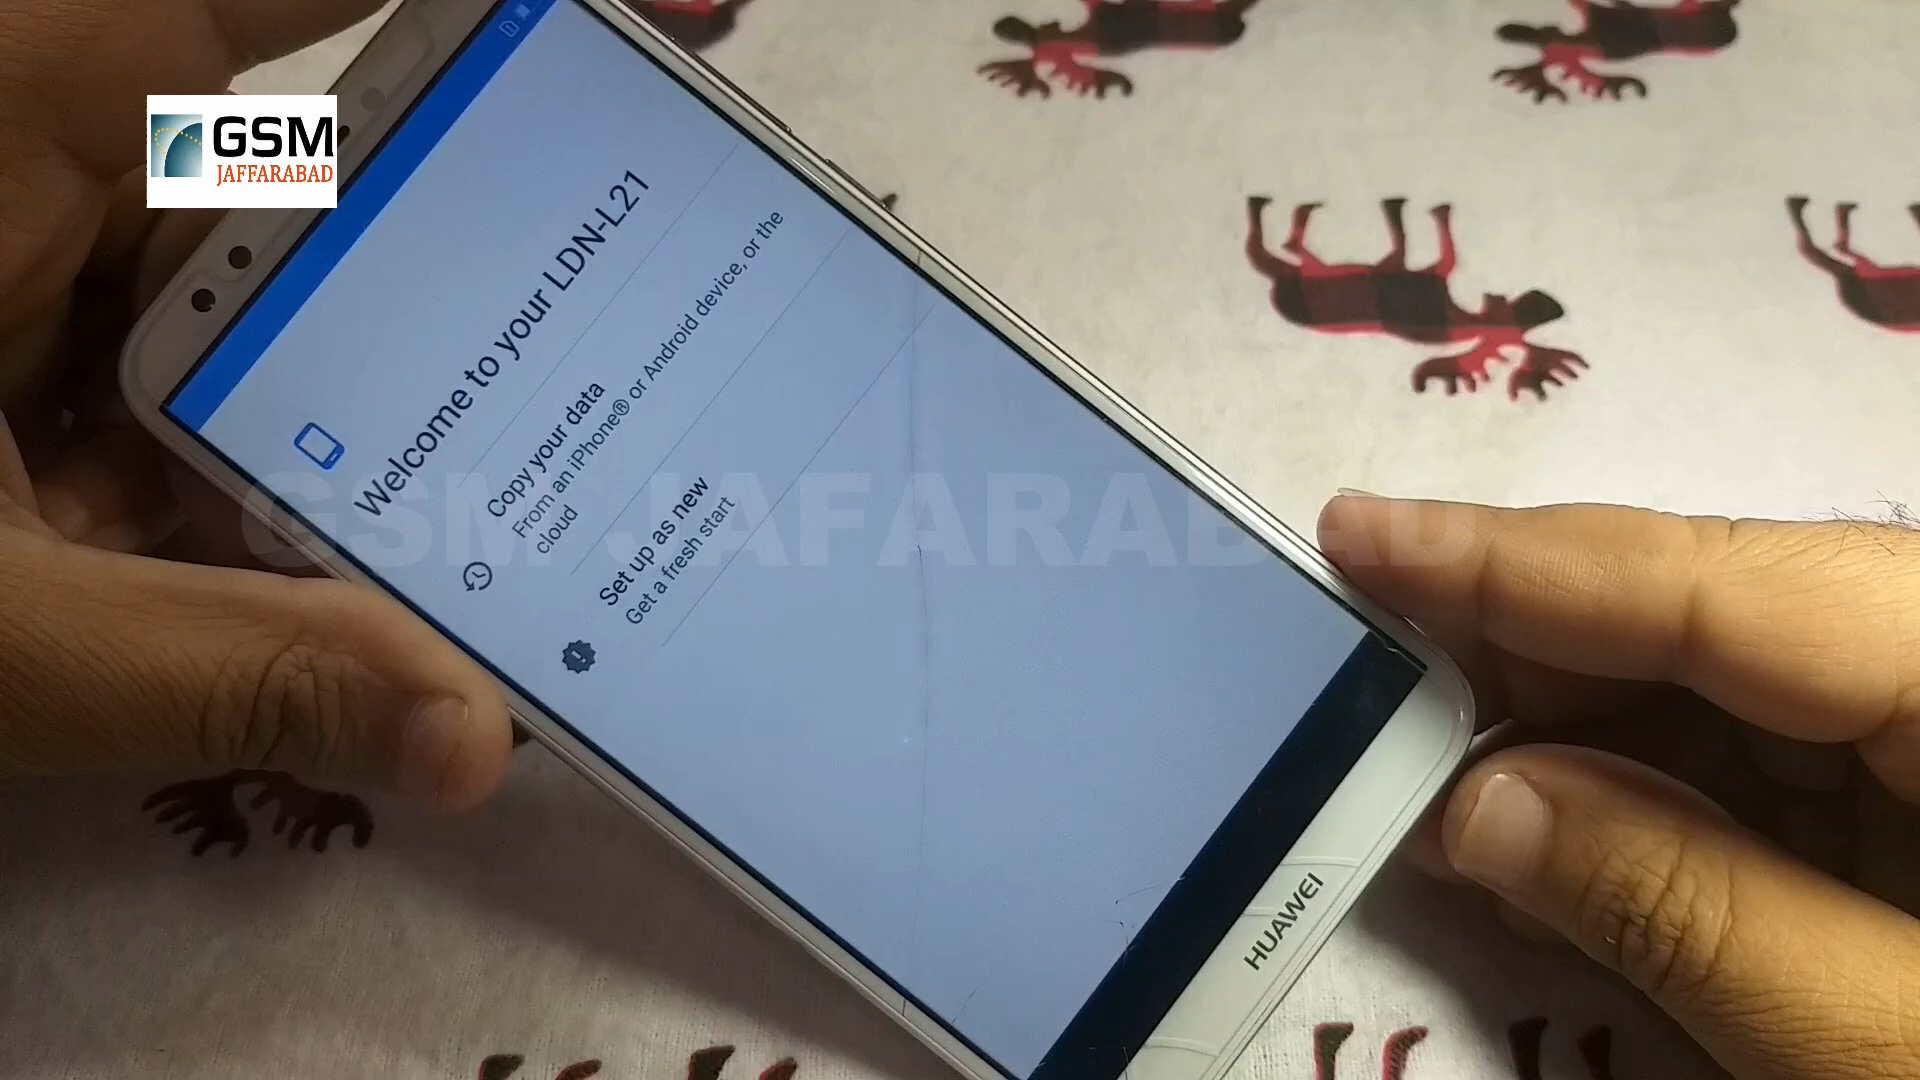 GSM
JAFFARABAD
Welcome to your LDN-L21
Copy your data
From an iPhone® or Android device, or the
cloud
Set up as new
Get a fresh start
GSM JAFARABAD
HUAWEI